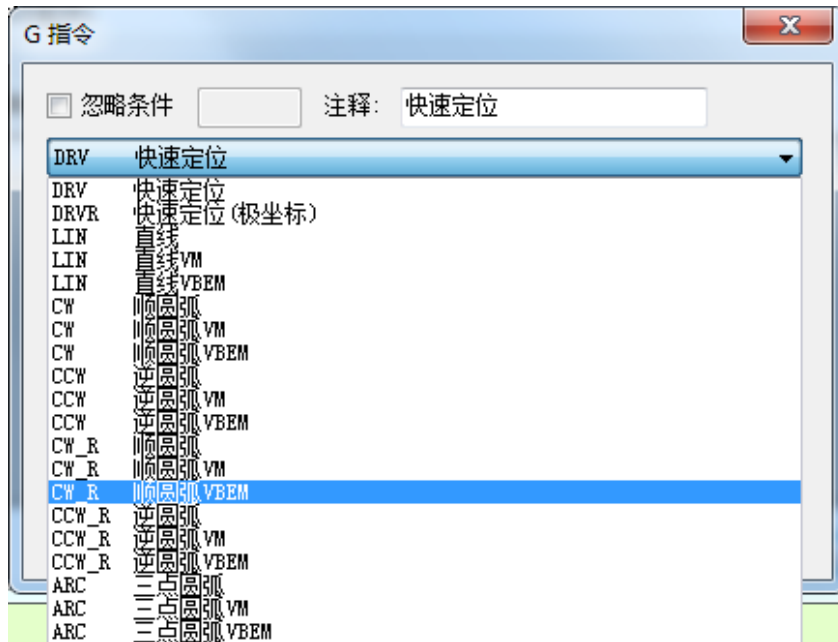 G 指令
忽略条件 注释: 快速定位
DRV 快速定位
DRV 快速定位
DRVR 快速定位(极坐标)
LIN 直线
LIN 直线VM
LIN 直线VBEM
CW 顺圆弧
CW 顺圆弧VM
CW 顺圆弧VBEM
CCW 逆圆弧
CCW 逆圆弧VM
CCW 逆圆弧VBEM
CW_R 顺圆弧
CW_R 顺圆弧VM
CW_R 顺圆弧VBEM
CCW_R 逆圆弧
CCW_R 逆圆弧VM
CCW_R 逆圆弧VBEM
ARC 三点圆弧
ARC 三点圆弧VM
ARC 三点圆弧VBEM